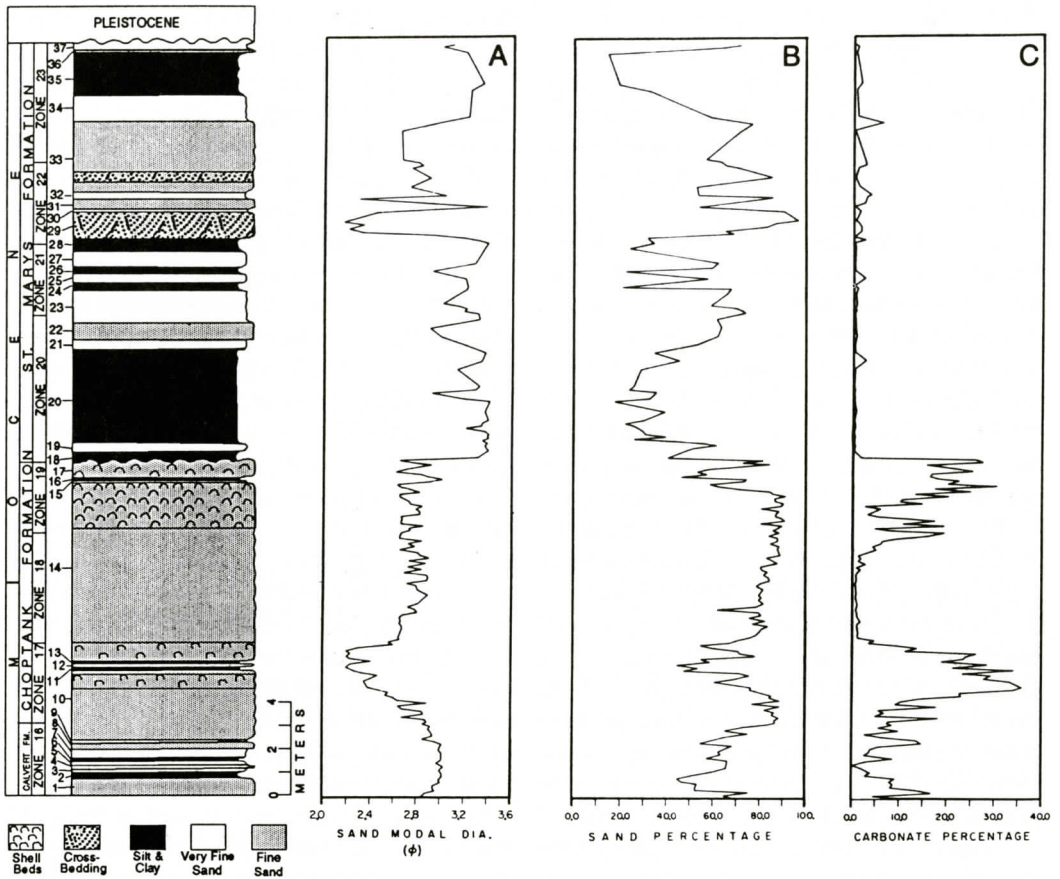 PLEISTOCENE
MIOCENE
CALVERT FM.
CHOPTANK FORMATION
ST. MARYS FORMATION
ZONE 16
ZONE 17
ZONE 18
ZONE 19
ZONE 20
ZONE 21
ZONE 22
ZONE 23
37
36
35
34
33
32
31
30
29
28
27
26
25
24
23
22
21
20
19
18
17
16
15
14
13
12
11
10
9
8
7
6
5
4
3
2
1
4
2
0
METERS
A
B
C
2,0 2,4 2,8 3,2 3,6
SAND MODAL DIA.
(ϕ)
0.0 20.0 40.0 60.0 80.0 100.
SAND PERCENTAGE
0.0 10.0 20.0 30.0 40.0
CARBONATE PERCENTAGE
Shell Beds
Cross-Bedding
Silt & Clay
Very Fine Sand
Fine Sand